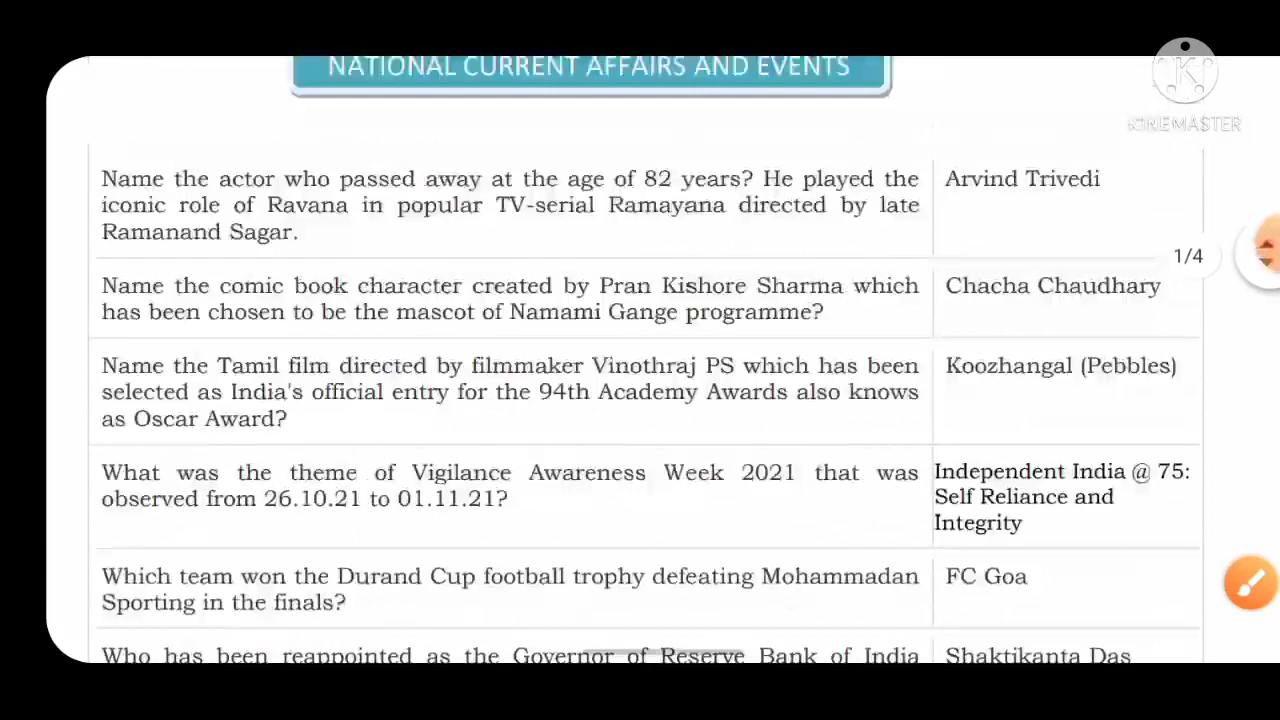 NATIONAL CURRENT AFFAIRS AND EVENTS
KINEMASTER
Name the actor who passed away at the age of 82 years? He played the
iconic role of Ravana in popular TV-serial Ramayana directed by late
Ramanand Sagar.
Arvind Trivedi
1/4
Name the comic book character created by Pran Kishore Sharma which
has been chosen to be the mascot of Namami Gange programme?
Chacha Chaudhary
Name the Tamil film directed by filmmaker Vinothraj PS which has been
selected as India's official entry for the 94th Academy Awards also knows
as Oscar Award?
Koozhangal (Pebbles)
What was the theme of Vigilance Awareness Week 2021 that was
observed from 26.10.21 to 01.11.21?
Independent India @ 75:
Self Reliance and
Integrity
Which team won the Durand Cup football trophy defeating Mohammadan
Sporting in the finals?
FC Goa
Who has been reappointed as the Governor of Reserve Bank of India
Shaktikanta Das